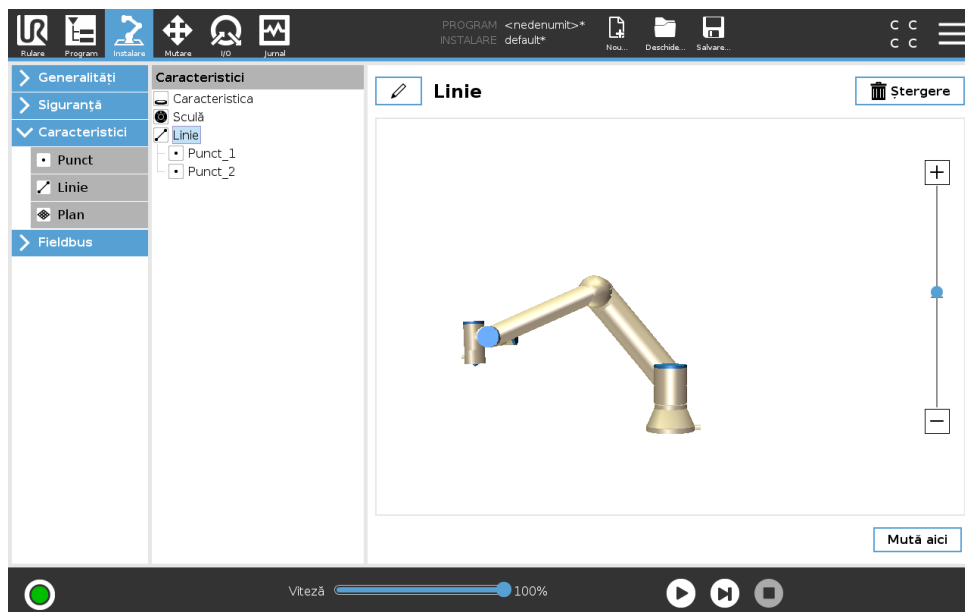 UR
Rulare
Program
Instalare
Mutare
I/O
Jurnal
PROGRAM <nedenumit>*
INSTALARE default*
Nou...
Deschide...
Salvare...
C C
C C
Generalități
Siguranță
Caracteristici
Punct
Linie
Plan
Fieldbus
Caracteristici
Caracteristica
Sculă
Linie
Punct_1
Punct_2
Linie
Ștergere
Mută aici
Viteză
100%